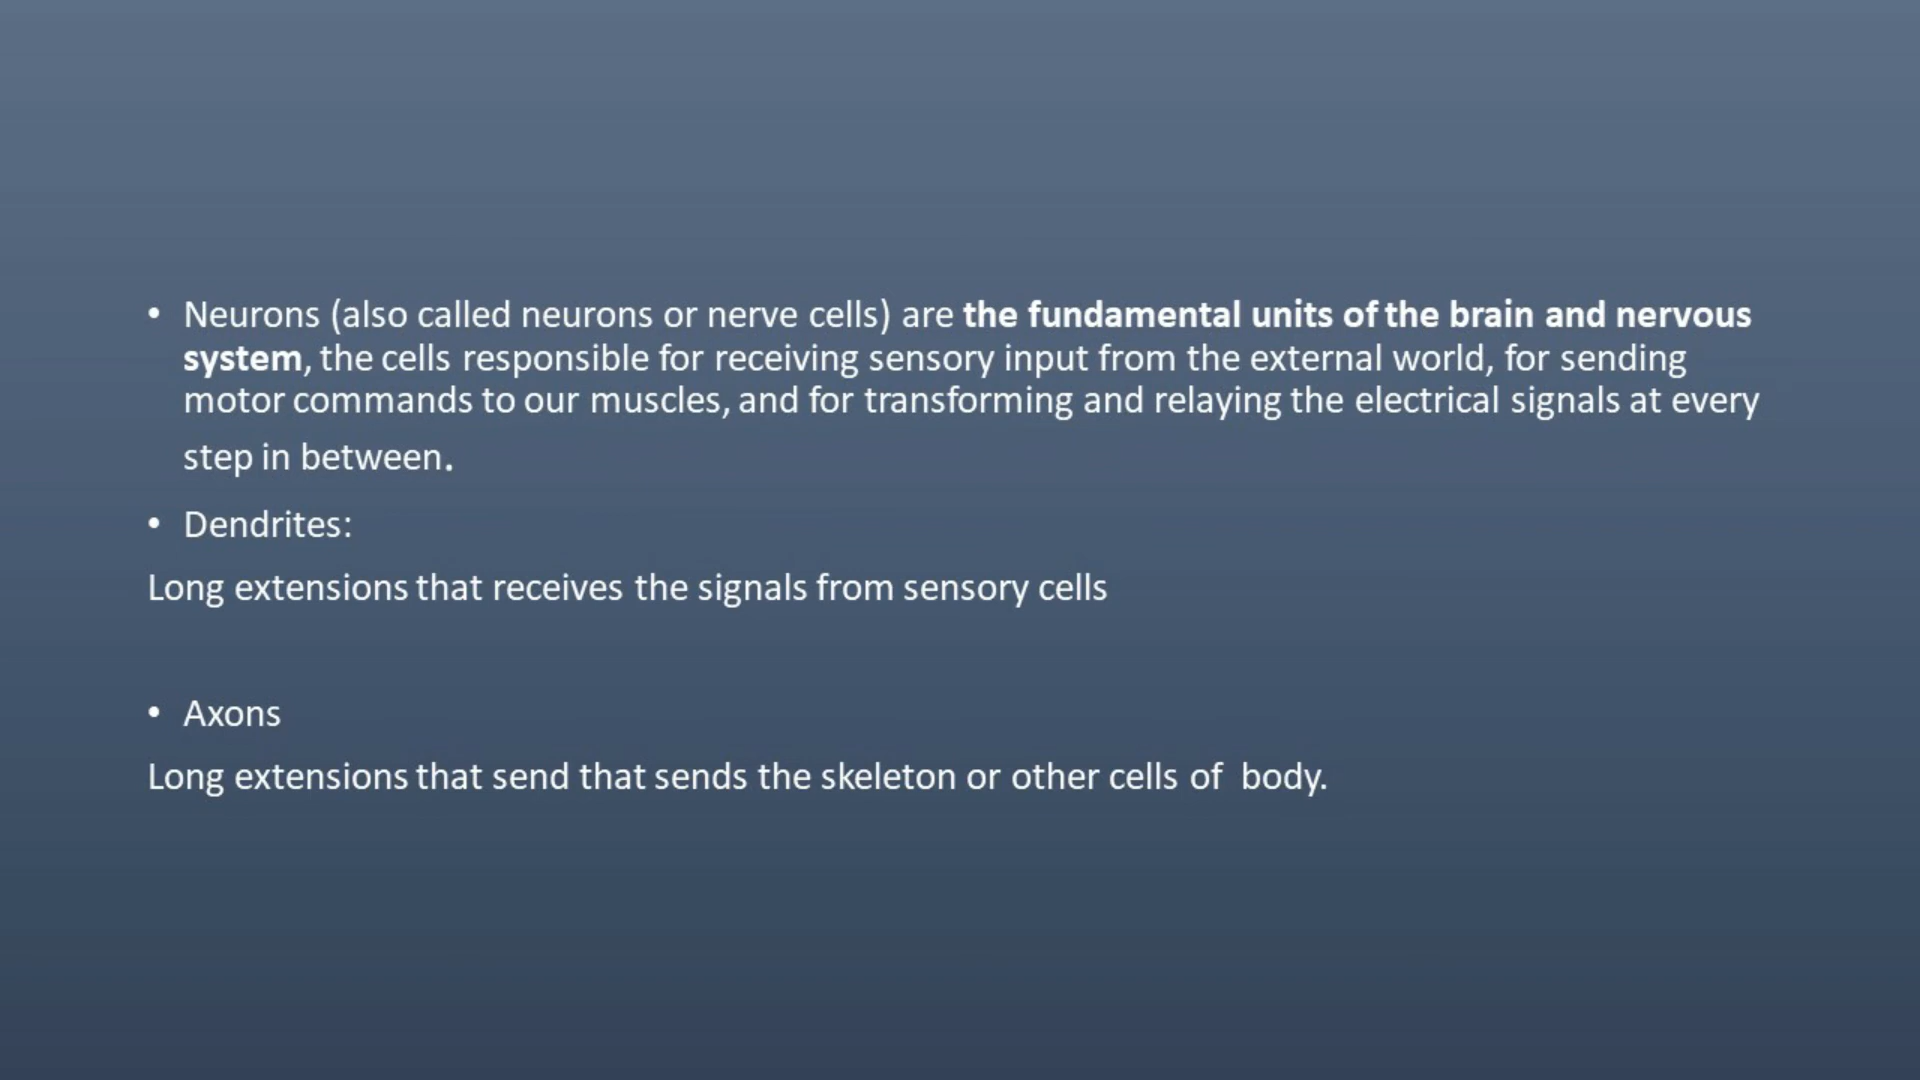 • Neurons (also called neurons or nerve cells) are the fundamental units of the brain and nervous
system, the cells responsible for receiving sensory input from the external world, for sending
motor commands to our muscles, and for transforming and relaying the electrical signals at every
step in between.
• Dendrites:
Long extensions that receives the signals from sensory cells
• Axons
Long extensions that send that sends the skeleton or other cells of body.